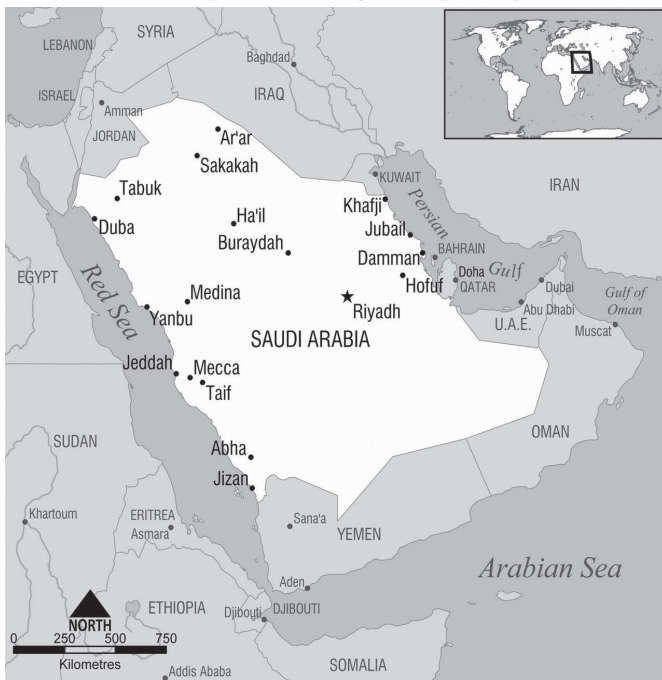 SYRIA
LEBANON
Baghdad
ISRAEL
IRAQ
Amman
JORDAN
Ar'ar
Sakakah
KUWAIT
IRAN
Tabuk
Khafji
Persian
Gulf
Duba
Ha'il
Jubail
Buraydah
BAHRAIN
Damman
Doha
QATAR
EGYPT
Hofuf
Dubai
Gulf of
Oman
Red Sea
Medina
Riyadh
Abu Dhabi
Yanbu
U.A.E.
Muscat
SAUDI ARABIA
Jeddah
Mecca
Taif
SUDAN
OMAN
Abha
Jizan
Khartoum
ERITREA
Asmara
Sana'a
YEMEN
Arabian Sea
Aden
ETHIOPIA
Djibouti
DJIBOUTI
NORTH
0 250 500 750
Kilometres
SOMALIA
Addis Ababa